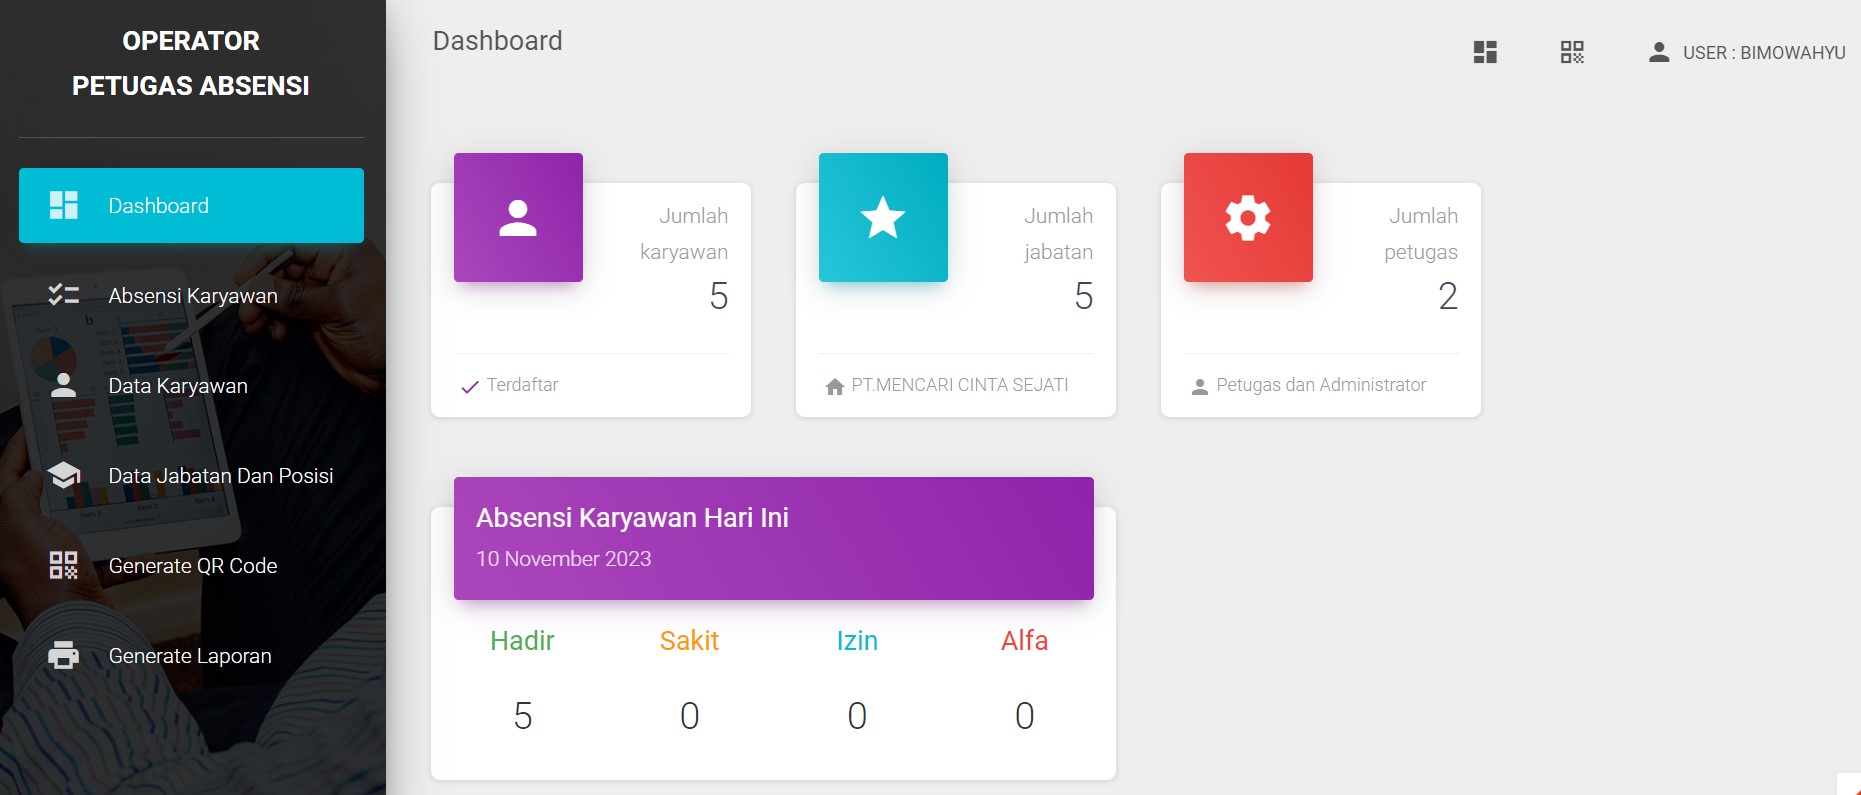 OPERATOR
PETUGAS ABSENSI
Dashboard
Absensi Karyawan
Data Karyawan
Data Jabatan Dan Posisi
Generate QR Code
Generate Laporan
Dashboard
USER : BIMOWAHYU
Jumlah
karyawan
5
Terdaftar
Jumlah
jabatan
5
PT.MENCARI CINTA SEJATI
Jumlah
petugas
2
Petugas dan Administrator
Absensi Karyawan Hari Ini
10 November 2023
Hadir Sakit Izin Alfa
5 0 0 0